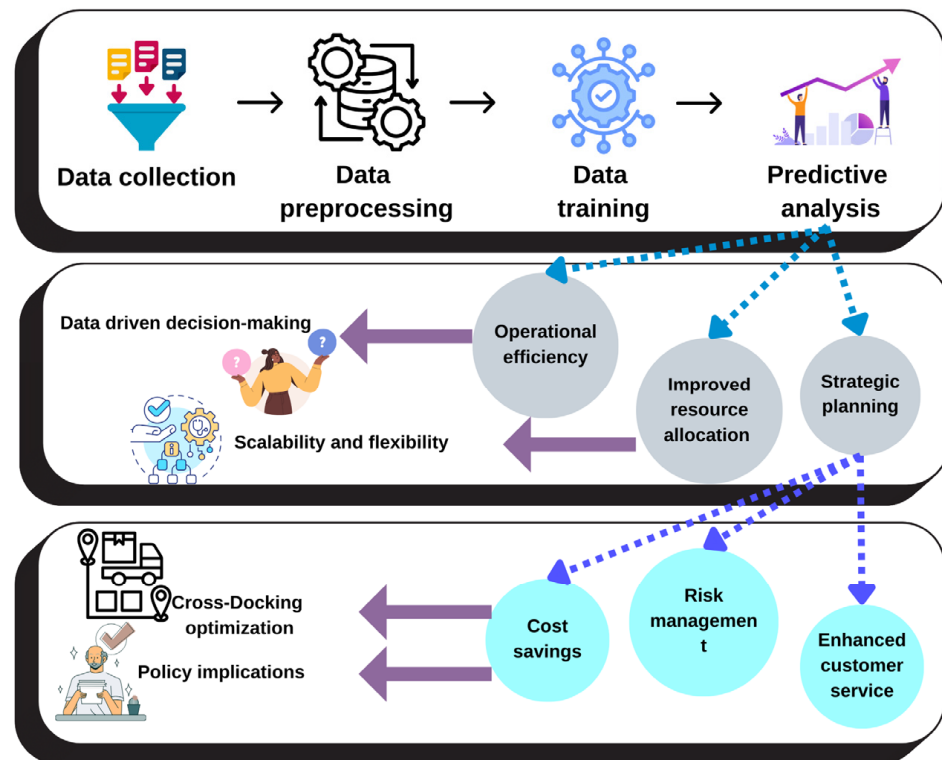 Data collection
Data
preprocessing
Data
training
Predictive
analysis
Data driven decision-making
?
?
Operational
efficiency
Improved
resource
allocation
Strategic
planning
Scalability and flexibility
i
Cross-Docking
optimization
Policy implications
Cost
savings
Risk
managemen
t
Enhanced
customer
service